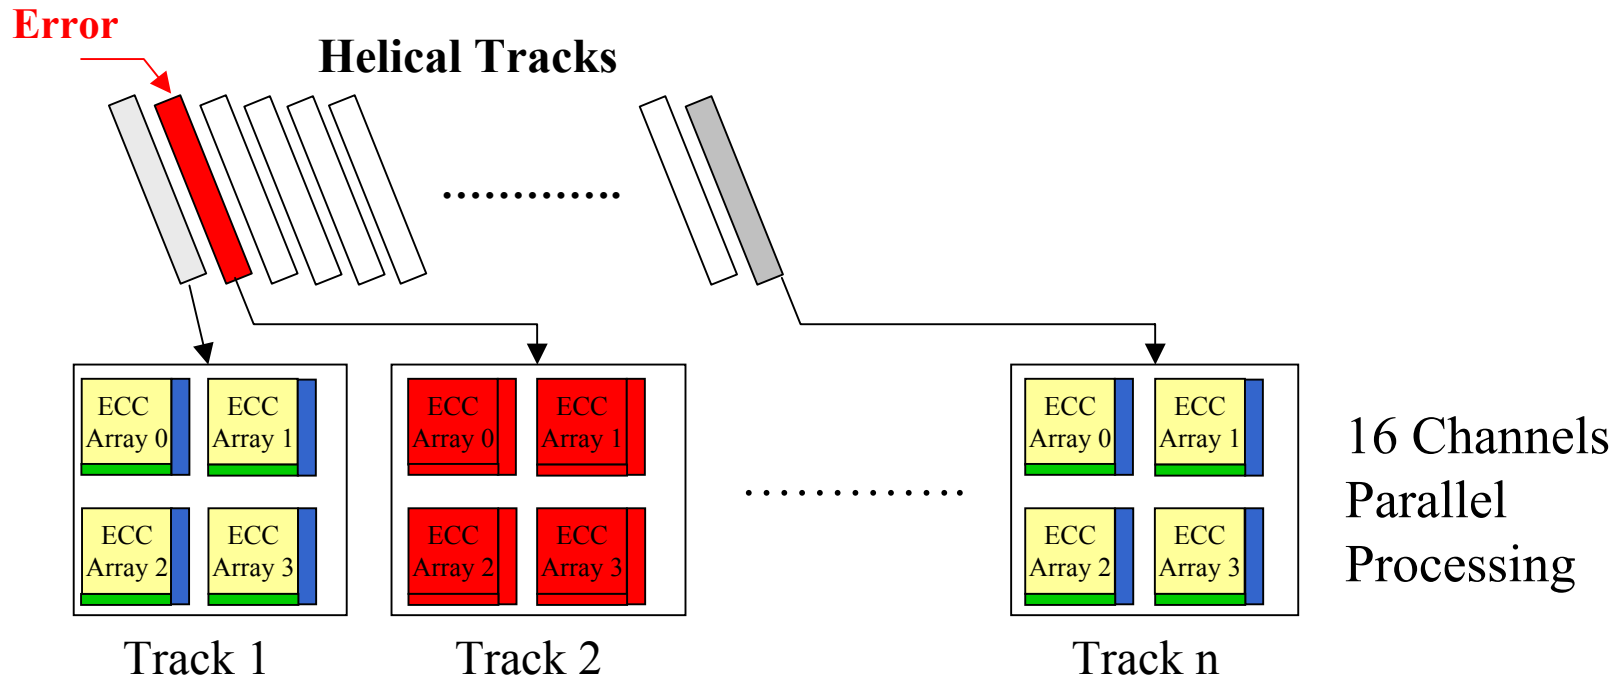 Error
Helical Tracks
.............
ECC
Array 0
ECC
Array 1
ECC
Array 0
ECC
Array 1
ECC
Array 0
ECC
Array 1
ECC
Array 2
ECC
Array 3
ECC
Array 2
ECC
Array 3
.............
ECC
Array 2
ECC
Array 3
16 Channels
Parallel
Processing
Track 1
Track 2
Track n